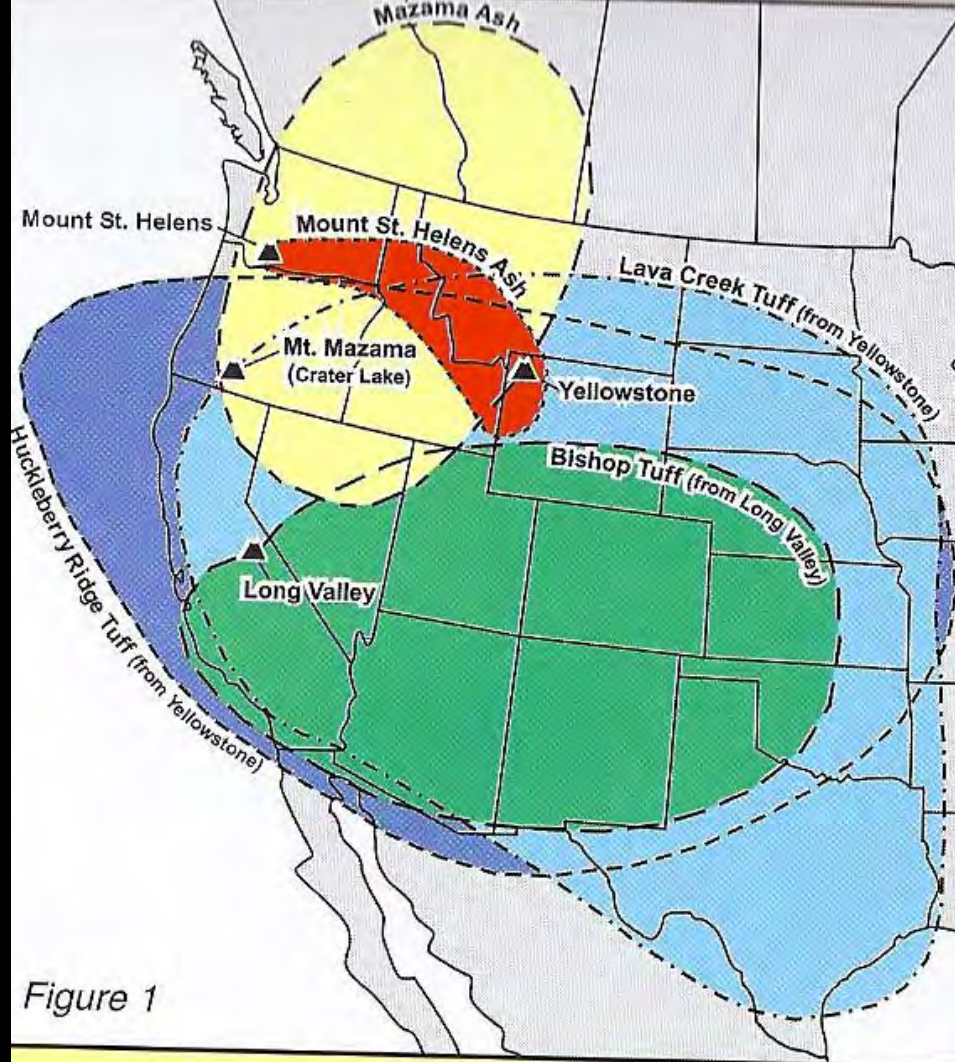 Mazama Ash
Mount St. Helens
Mount St. Helens Ash
Lava Creek Tuff (from Yellowstone)
Mt. Mazama
(Crater Lake)
Yellowstone
Bishop Tuff (from Long Valley)
Huckleberry Ridge Tuff (from Yellowstone)
Long Valley
Figure 1